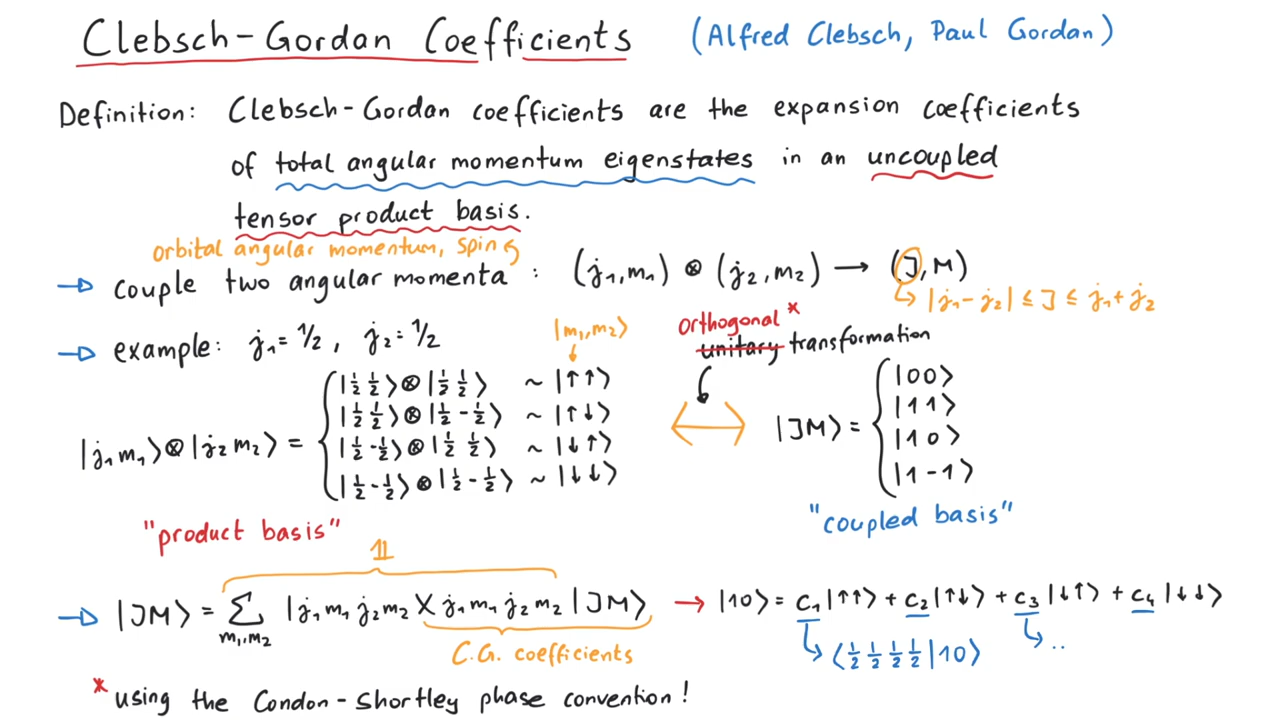 Clebsch-Gordan Coefficients (Alfred Clebsch, Paul Gordan)
Definition: Clebsch-Gordan coefficients are the expansion coefficients
of total angular momentum eigenstates in an uncoupled
tensor product basis.
orbital angular momentum, spin
→ couple two angular momenta : (j₁,m₁) ⊗ (j₂,m₂) → (J,M)
↳ |j₁-j₂| ≤ J ≤ j₁+j₂
→ example: j₁=1/2, j₂=1/2
|m₁,m₂⟩
orthogonal *
unitary transformation
|j₁m₁⟩⊗|j₂m₂⟩ =
|½ ½⟩⊗|½ ½⟩ ~ |↑↑⟩
|½ ½⟩⊗|½ -½⟩ ~ |↑↓⟩
|½ -½⟩⊗|½ ½⟩ ~ |↓↑⟩
|½ -½⟩⊗|½ -½⟩ ~ |↓↓⟩
|JM⟩ =
|00⟩
|11⟩
|10⟩
|1-1⟩
"product basis"
"coupled basis"
𝟙
→ |JM⟩ = Σ |j₁m₁j₂m₂⟩⟨j₁m₁j₂m₂|JM⟩ → |10⟩ = c₁|↑↑⟩ + c₂|↑↓⟩ + c₃|↓↑⟩ + c₄|↓↓⟩
m₁,m₂
C.G. coefficients
↳ ⟨½ ½ ½ ½|10⟩ ↳ ..
* using the Condon-Shortley phase convention!